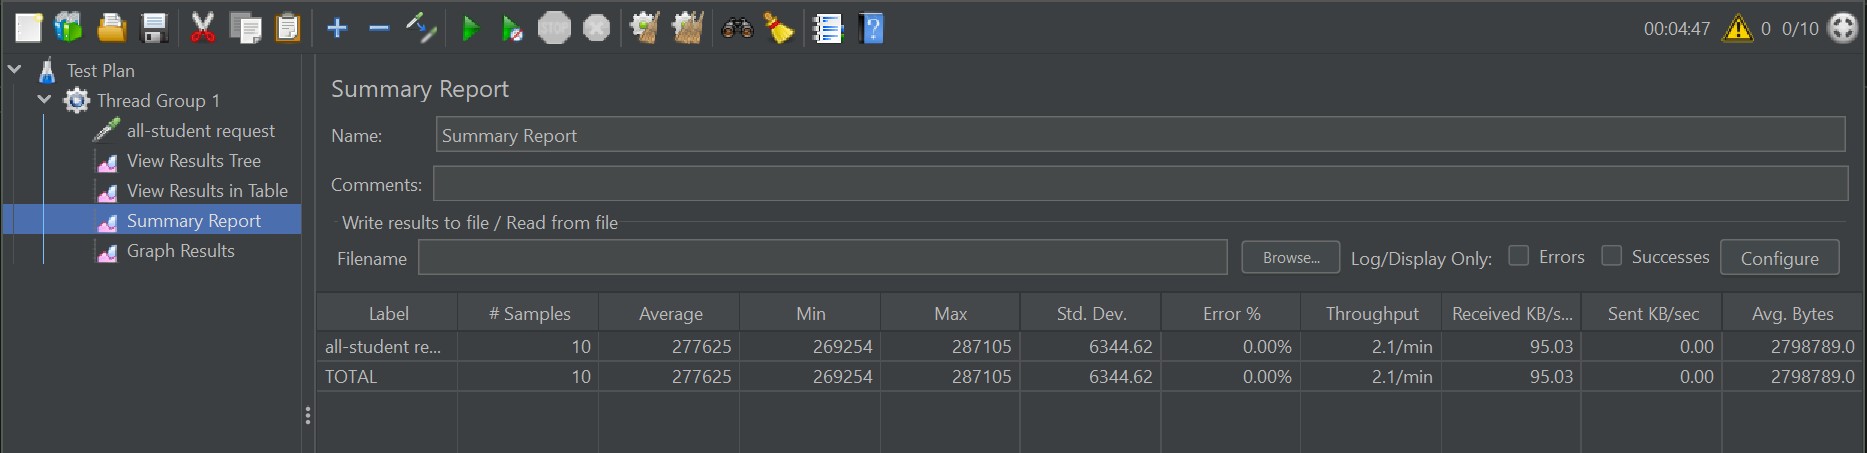 STOP
00:04:47 0 0/10
Test Plan
Thread Group 1
all-student request
View Results Tree
View Results in Table
Summary Report
Graph Results
Summary Report
Name: Summary Report
Comments:
Write results to file / Read from file
Filename Browse... Log/Display Only: Errors Successes Configure
Label # Samples Average Min Max Std. Dev. Error % Throughput Received KB/s... Sent KB/sec Avg. Bytes
all-student re... 10 277625 269254 287105 6344.62 0.00% 2.1/min 95.03 0.00 2798789.0
TOTAL 10 277625 269254 287105 6344.62 0.00% 2.1/min 95.03 0.00 2798789.0